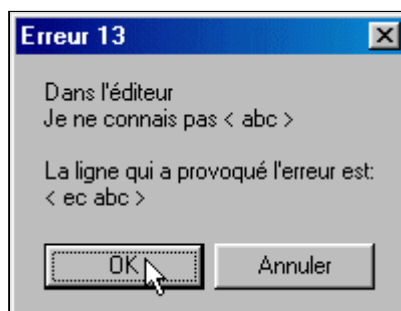 Erreur 13
Dans l'éditeur
Je ne connais pas < abc >
La ligne qui a provoqué l'erreur est:
< ec abc >
OK
Annuler